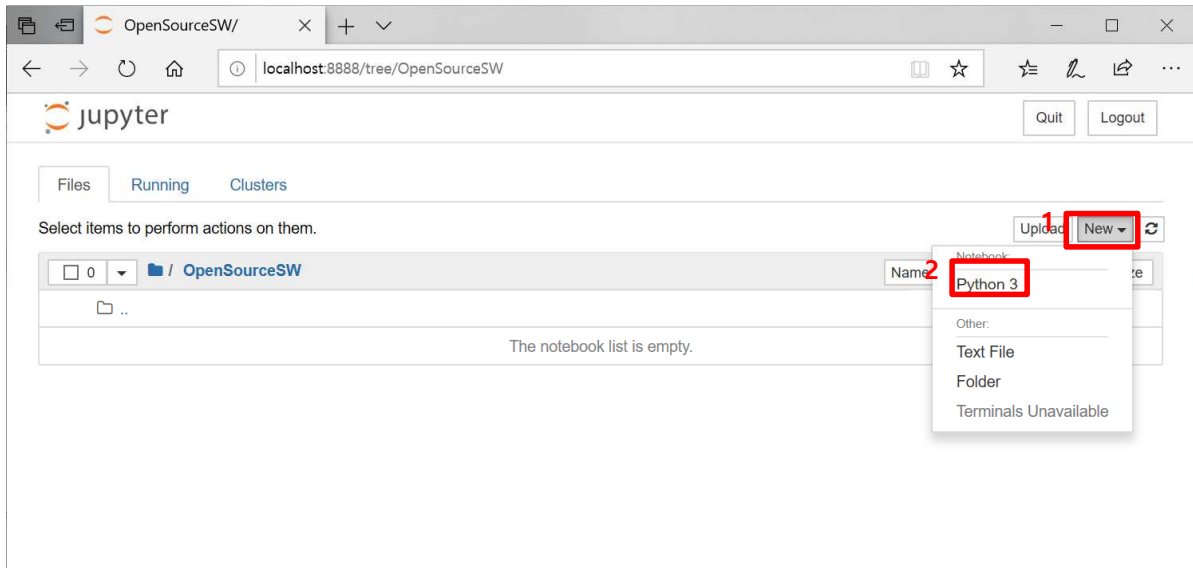 OpenSourceSW/
localhost:8888/tree/OpenSourceSW
jupyter
Quit Logout
Files Running Clusters
Select items to perform actions on them.
Upload 1 New
0 / OpenSourceSW Name
2
Notebook:
Python 3
..
The notebook list is empty.
Other:
Text File
Folder
Terminals Unavailable